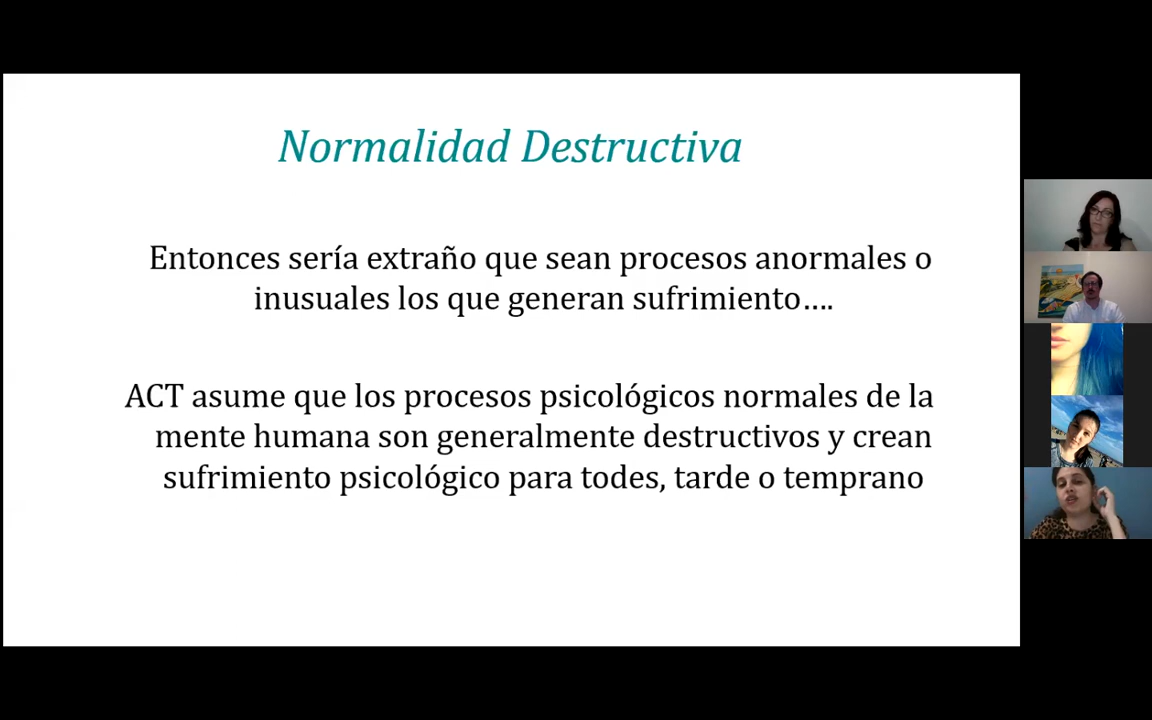 Normalidad Destructiva
Entonces sería extraño que sean procesos anormales o
inusuales los que generan sufrimiento….
ACT asume que los procesos psicológicos normales de la
mente humana son generalmente destructivos y crean
sufrimiento psicológico para todes, tarde o temprano